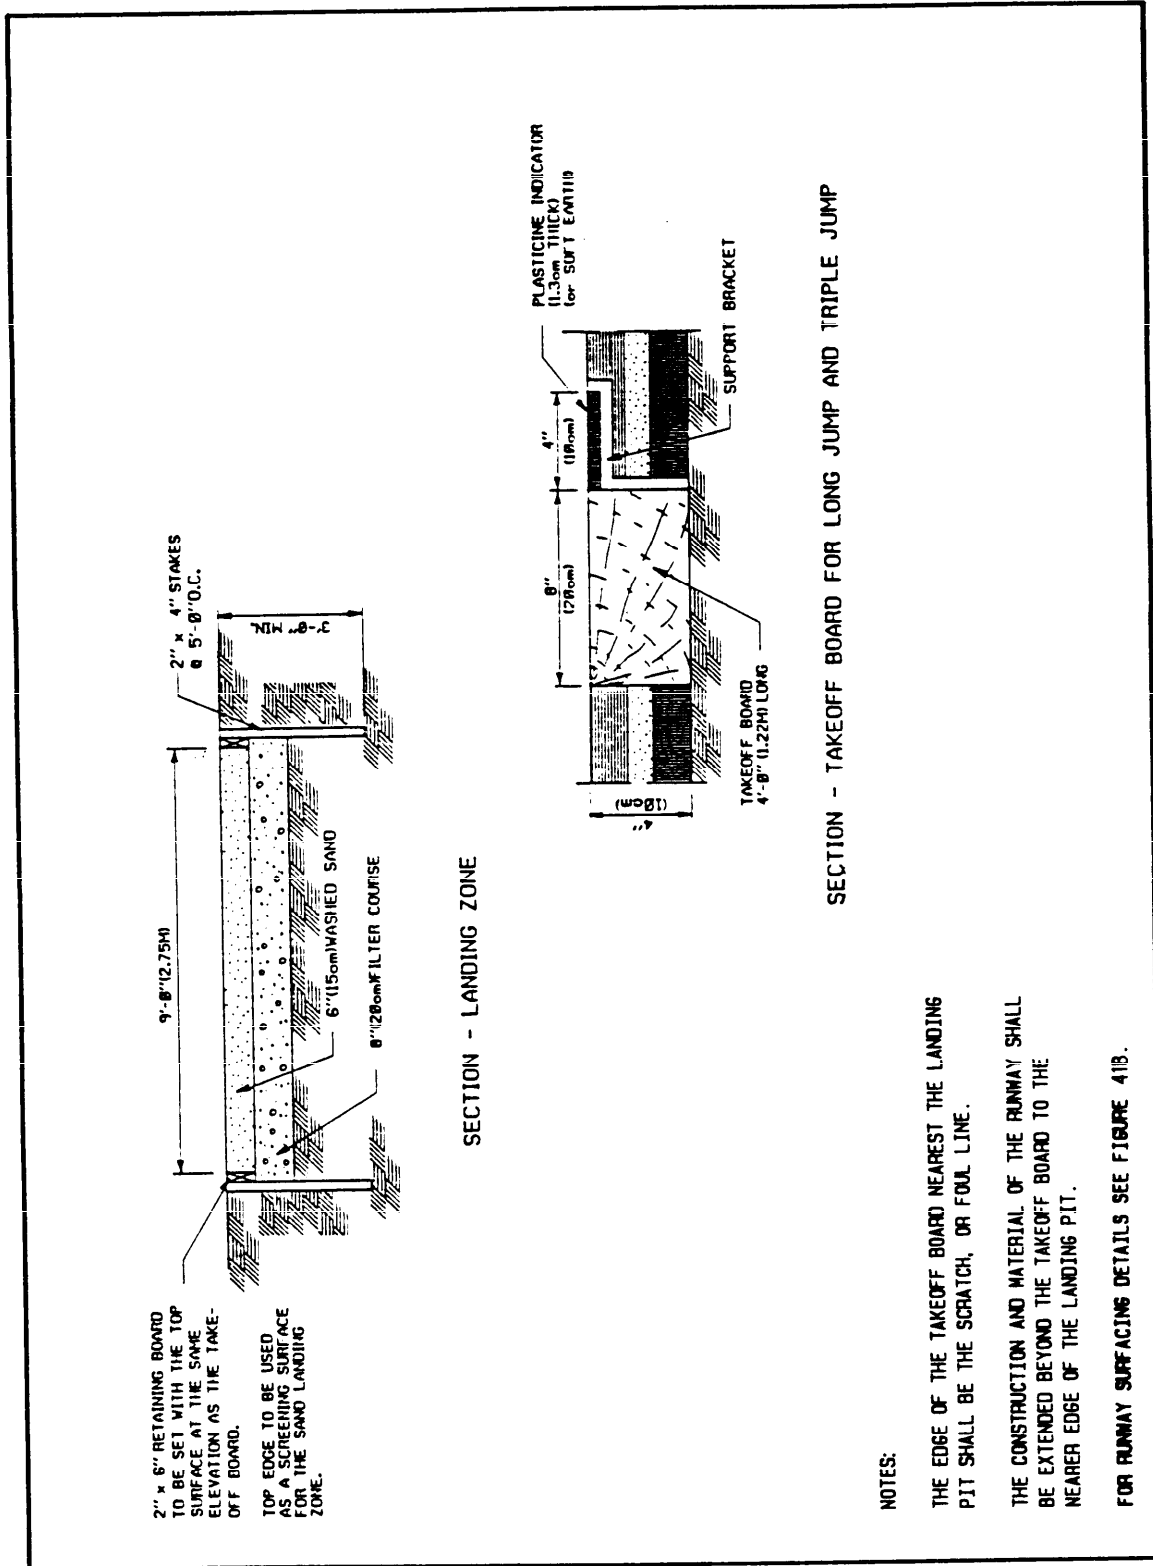 2" x 6" RETAINING BOARD
TO BE SET WITH THE TOP
SURFACE AT THE SAME
ELEVATION AS THE TAKE-
OFF BOARD.
TOP EDGE TO BE USED
AS A SCREENING SURFACE
FOR THE SAND LANDING
ZONE.
9'-0"(2.75M)
2" x 4" STAKES
@ 5'-0"O.C.
3'-0" MIN.
6"(15cm)WASHED SAND
8"(20cm)FILTER COURSE
SECTION - LANDING ZONE
PLASTICINE INDICATOR
(1.3cm THICK)
(or SOFT EARTH)
4"
(10cm)
8"
(20cm)
4"
(10cm)
SUPPORT BRACKET
TAKEOFF BOARD
4'-0" (1.22M) LONG
SECTION - TAKEOFF BOARD FOR LONG JUMP AND TRIPLE JUMP
NOTES:
THE EDGE OF THE TAKEOFF BOARD NEAREST THE LANDING
PIT SHALL BE THE SCRATCH, OR FOUL LINE.
THE CONSTRUCTION AND MATERIAL OF THE RUNWAY SHALL
BE EXTENDED BEYOND THE TAKEOFF BOARD TO THE
NEARER EDGE OF THE LANDING PIT.
FOR RUNWAY SURFACING DETAILS SEE FIGURE 41B.